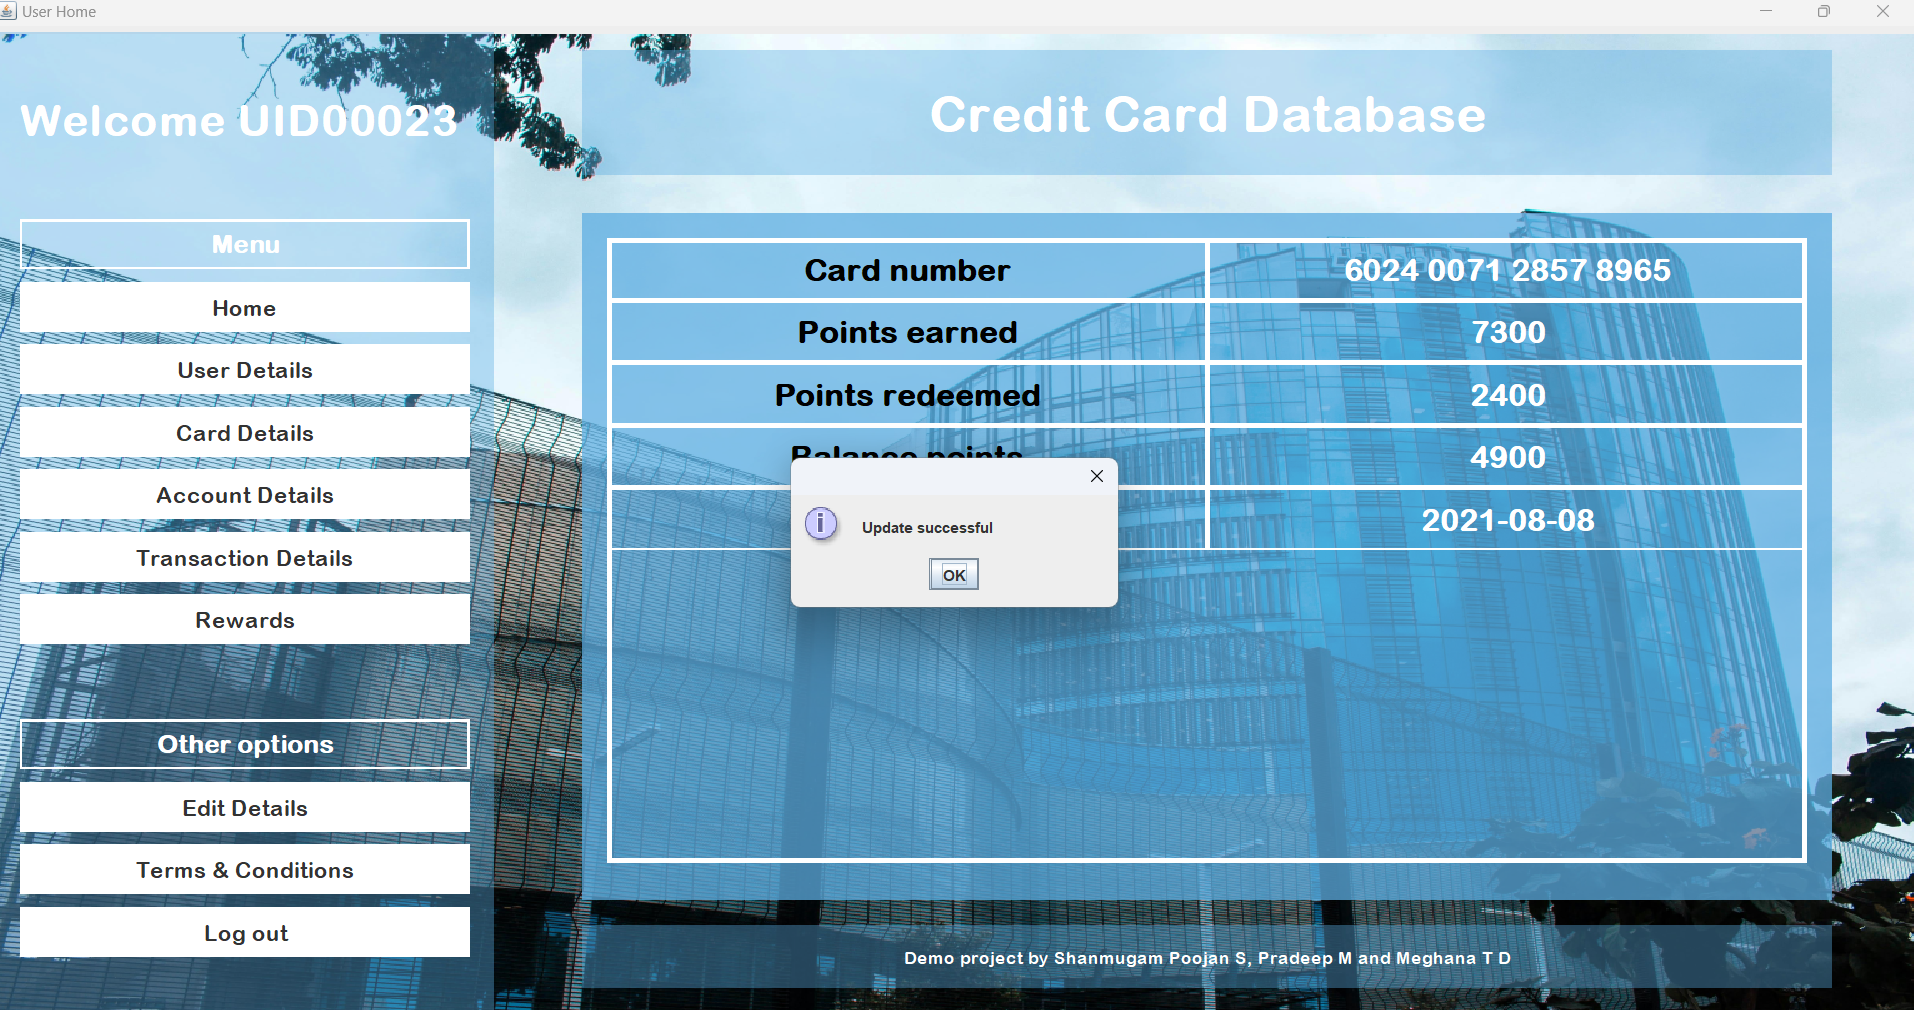 User Home
Welcome UID00023
Credit Card Database
Menu
Home
User Details
Card Details
Account Details
Transaction Details
Rewards
Other options
Edit Details
Terms & Conditions
Log out
Card number 6024 0071 2857 8965
Points earned 7300
Points redeemed 2400
Balance points 4900
2021-08-08
Update successful
OK
Demo project by Shanmugam Poojan S, Pradeep M and Meghana T D